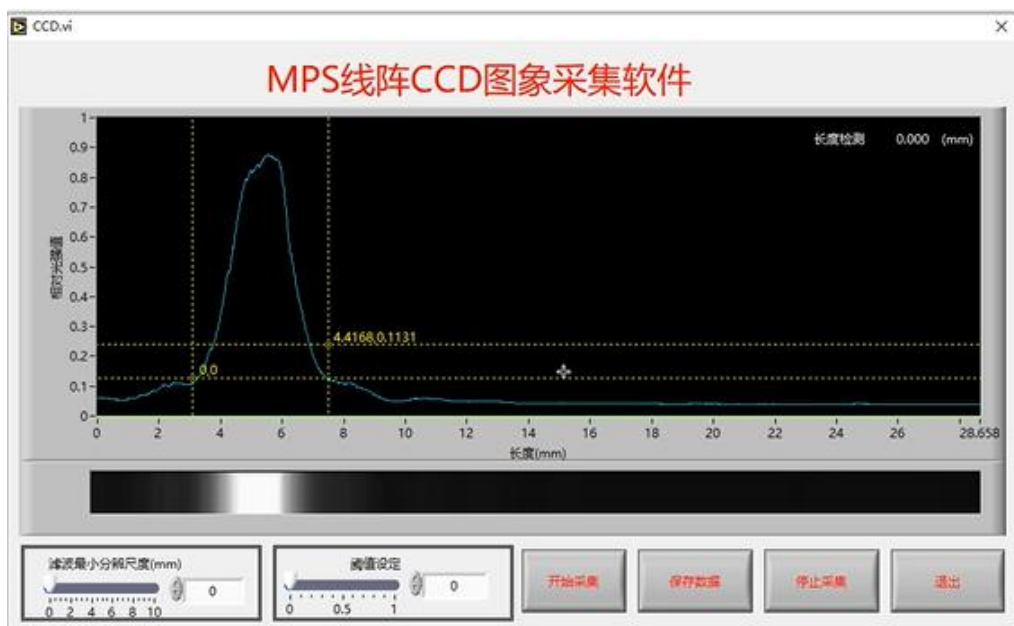 CCD.vi
MPS线阵CCD图象采集软件
长度检测 0.000 (mm)
相对光强值
1
0.9
0.8
0.7
0.6
0.5
0.4
0.3
0.2
0.1
0
4.4168,0.1131
0,0
0 2 4 6 8 10 12 14 16 18 20 22 24 26 28.658
长度(mm)
滤波最小分辨尺度(mm)
0
0 2 4 6 8 10
阈值设定
0
0 0.5 1
开始采集
保存数据
停止采集
退出